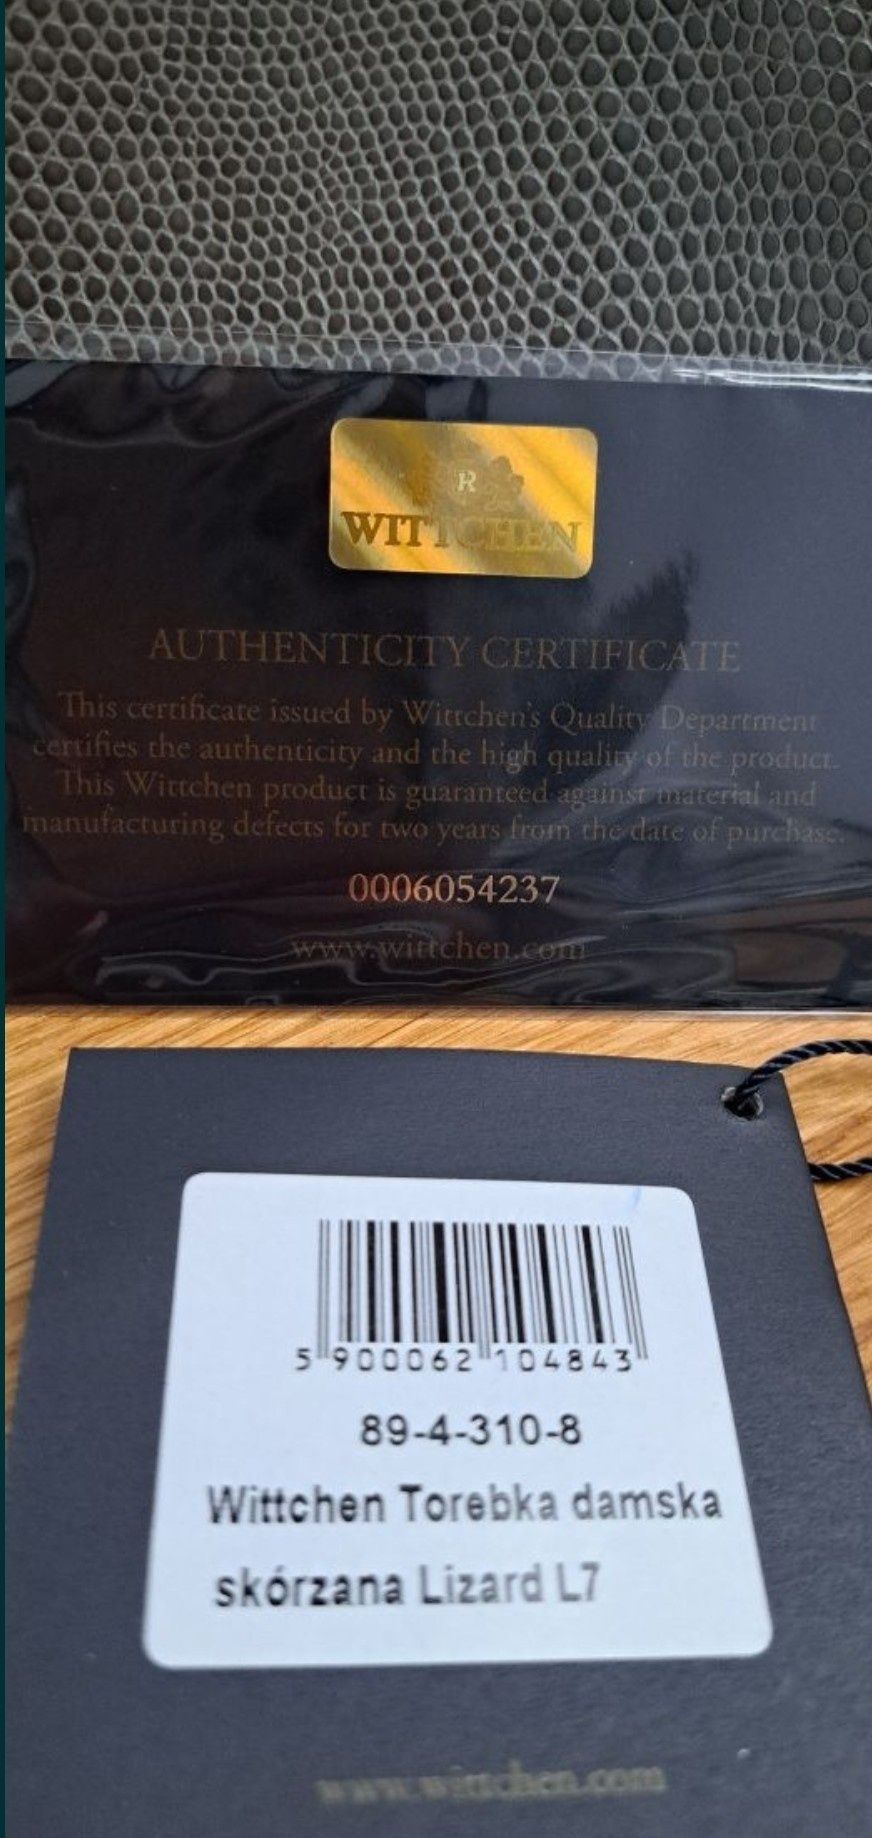 R
WITTCHEN
AUTHENTICITY CERTIFICATE
This certificate issued by Wittchen's Quality Department
certifies the authenticity and the high quality of the product.
This Wittchen product is guaranteed against material and
manufacturing defects for two years from the date of purchase.
0006054237
www.wittchen.com
5 900062 104843
89-4-310-8
Wittchen Torebka damska
skórzana Lizard L7
www.wittchen.com